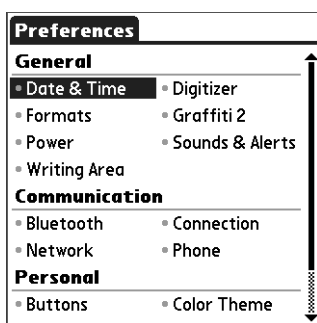 Preferences
General
Date & Time Digitizer
Formats Graffiti 2
Power Sounds & Alerts
Writing Area
Communication
Bluetooth Connection
Network Phone
Personal
Buttons Color Theme